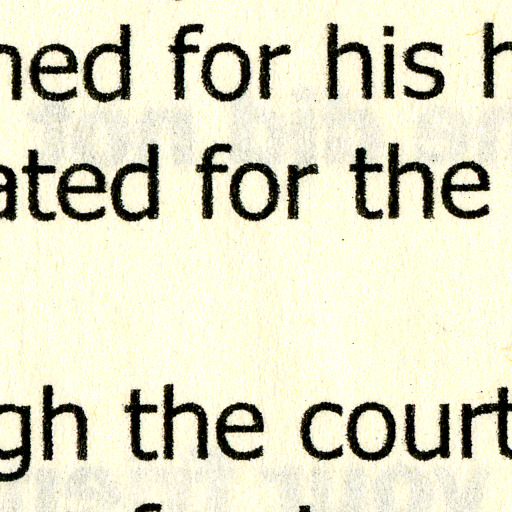 ned for his h
ated for the
gh the court